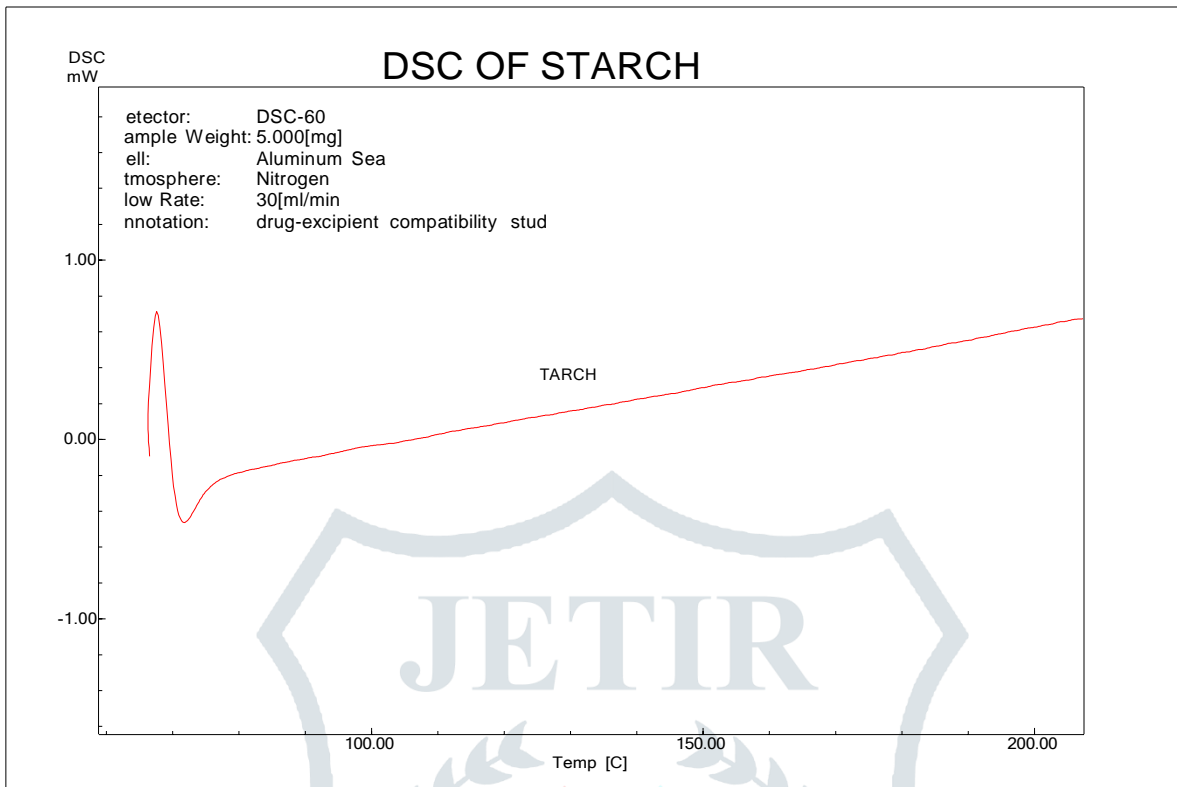 DSC
mW
DSC OF STARCH
etector: DSC-60
ample Weight: 5.000[mg]
ell: Aluminum Sea
tmosphere: Nitrogen
low Rate: 30[ml/min
nnotation: drug-excipient compatibility stud
1.00
TARCH
0.00
-1.00
JETIR
100.00 150.00 200.00
Temp [C]